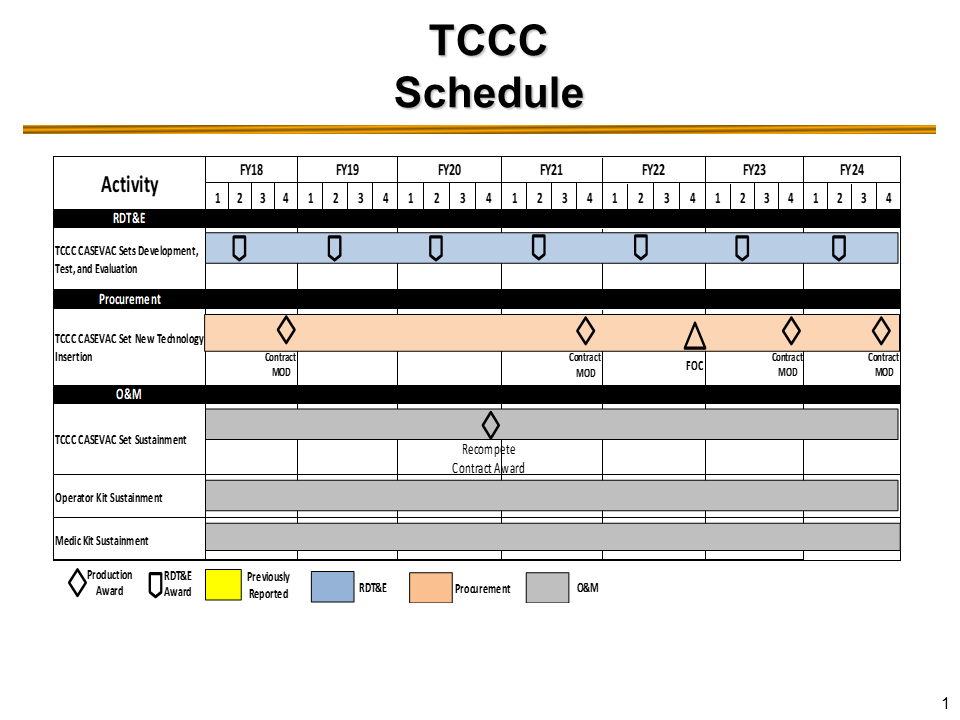 TCCC
Schedule
Activity
FY18 FY19 FY20 FY21 FY22 FY23 FY24
1 2 3 4 1 2 3 4 1 2 3 4 1 2 3 4 1 2 3 4 1 2 3 4 1 2 3 4
RDT&E
TCCC CASEVAC Sets Development,
Test, and Evaluation
Procurement
TCCC CASEVAC Set New Technology
Insertion
Contract
MOD
Contract
MOD
FOC
Contract
MOD
Contract
MOD
O&M
TCCC CASEVAC Set Sustainment
Recompete
Contract Award
Operator Kit Sustainment
Medic Kit Sustainment
Production
Award
RDT&E
Award
Previously
Reported
RDT&E
Procurement
O&M
1